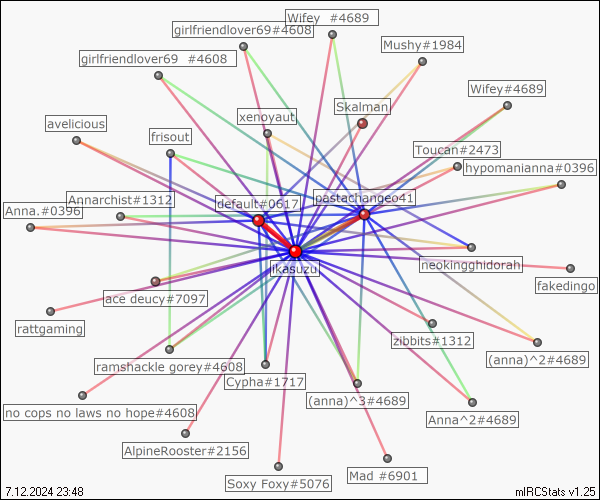 Wifey  #4689
girlfriendlover69#4608
Mushy#1984
girlfriendlover69  #4608
Wifey#4689
Skalman
xenoyaut
avelicious
frisout
Toucan#2473
hypomanianna#0396
Annarchist#1312
default#0617
pastachangeo41
Anna.#0396
likasuzu
neokingghidorah
fakedingo
ace deucy#7097
rattgaming
zibbits#1312
(anna)^2#4689
ramshackle gorey#4608
Cypha#1717
(anna)^3#4689
no cops no laws no hope#4608
Anna^2#4689
AlpineRooster#2156
Soxy Foxy#5076
Mad #6901
7.12.2024 23:48
mIRCStats v1.25